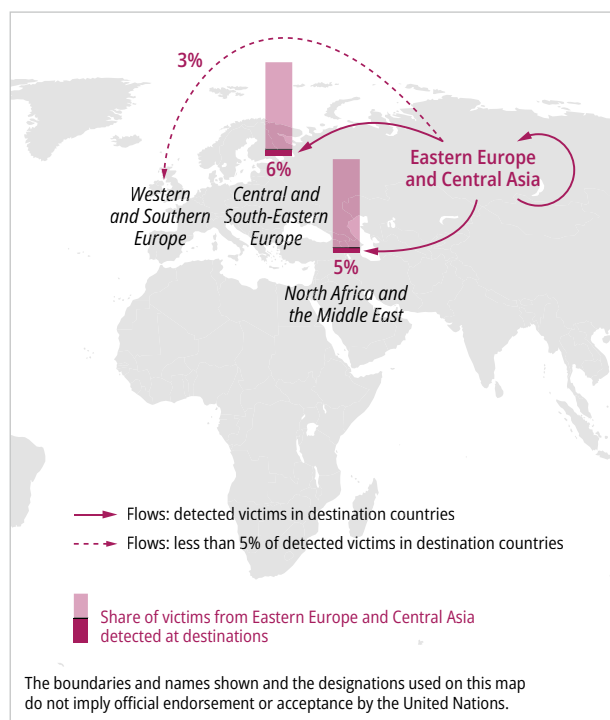 3%
6%
Eastern Europe
and Central Asia
Western
and Southern
Europe
Central and
South-Eastern
Europe
5%
North Africa and
the Middle East
Flows: detected victims in destination countries
Flows: less than 5% of detected victims in destination countries
Share of victims from Eastern Europe and Central Asia
detected at destinations
The boundaries and names shown and the designations used on this map
do not imply official endorsement or acceptance by the United Nations.